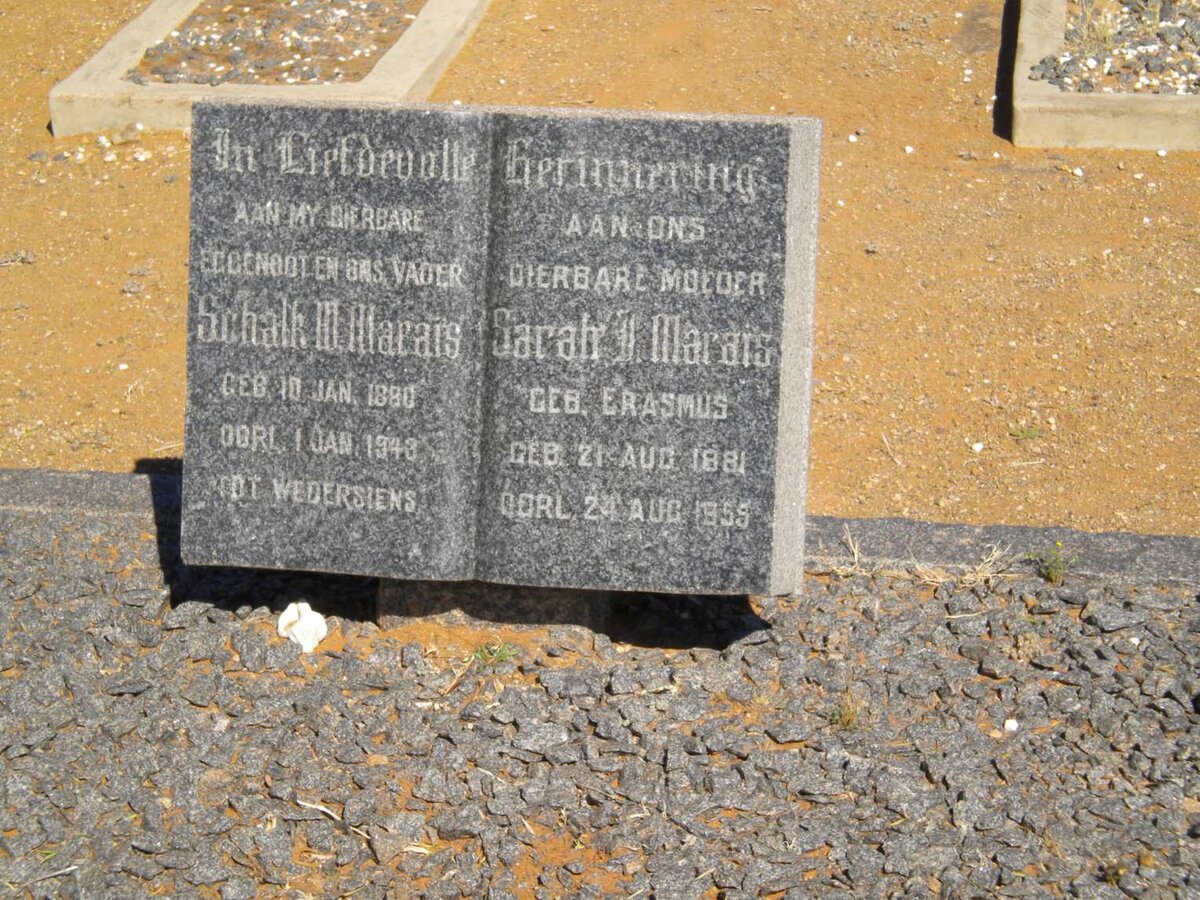 In Liefdevolle Herinnering
AAN MY DIERBARE
EGGENOOT EN ONS VADER
Schalk W. Marais
GEB. 10 JAN. 1880
OORL. 1 JAN. 1943
TOT WEDERSIENS
AAN ONS
DIERBARE MOEDER
Sarah J. Marais
GEB. ERASMUS
GEB. 21 AUG 1881
OORL. 24 AUG 1955